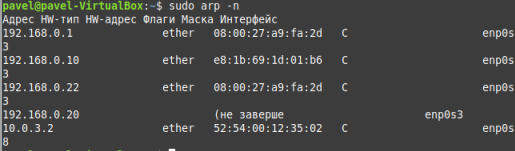 pavel@pavel-VirtualBox:~$ sudo arp -n
Адрес HW-тип HW-адрес Флаги Маска Интерфейс
192.168.0.1 ether 08:00:27:a9:fa:2d C enp0s
3
192.168.0.10 ether e8:1b:69:1d:01:b6 C enp0s
3
192.168.0.22 ether 08:00:27:a9:fa:2d C enp0s
3
192.168.0.20 (не заверше enp0s3
10.0.3.2 ether 52:54:00:12:35:02 C enp0s
8